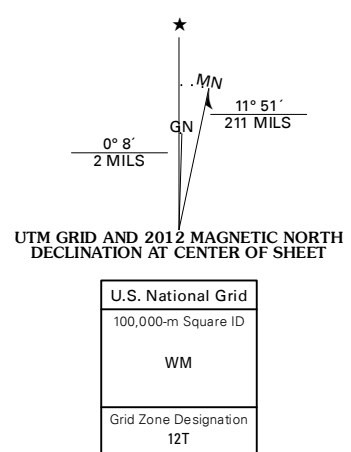 ★
MN
11° 51´
211 MILS
GN
0° 8´
2 MILS
UTM GRID AND 2012 MAGNETIC NORTH
DECLINATION AT CENTER OF SHEET
U.S. National Grid
100,000-m Square ID
WM
Grid Zone Designation
12T